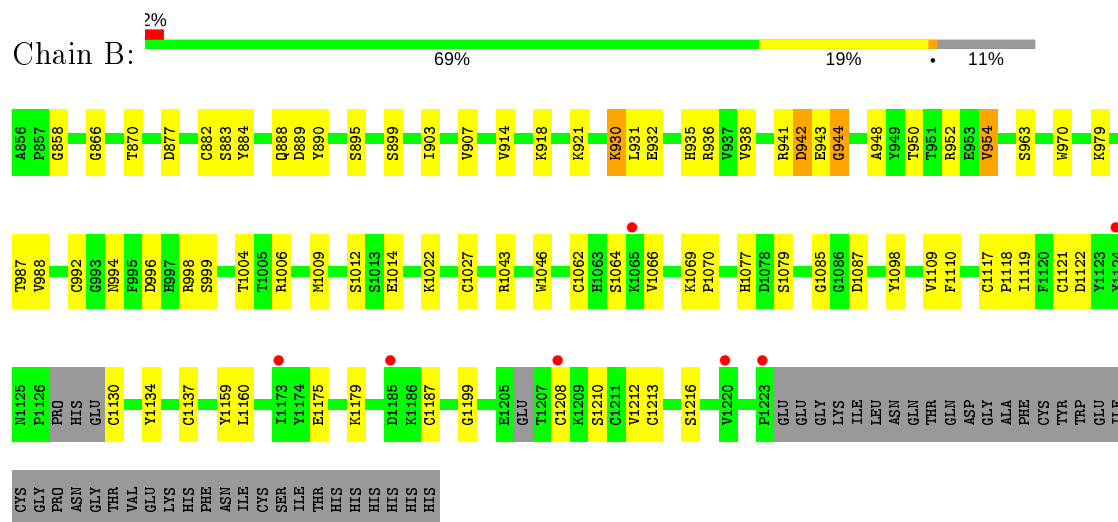 2%
Chain B:
69% 19% • 11%
A856 P857 G858 G866 T870 D877 C882 S883 Y884 Q888 D889 Y890 S895 S899 I903 V907 V914 K918 K921 K930 L931 E932 H935 R936 V937 V938 R941 D942 E943 G944 A948 Y949 T950 T951 R952 E953 V954 S963 W970 K979
T987 V988 C992 G993 N994 F995 D996 H997 R998 S999 T1004 T1005 R1006 M1009 S1012 S1013 E1014 K1022 C1027 R1043 W1046 C1062 H1063 S1064 K1065 V1066 K1069 P1070 H1077 D1078 S1079 G1085 G1086 D1087 Y1098 V1109 F1110 C1117 P1118 I1119 F1120 C1121 D1122 Y1123 Y1124
N1125 P1126 PRO HIS GLU C1130 Y1134 C1137 Y1159 L1160 I1173 Y1174 E1175 K1179 D1185 K1186 C1187 G1199 E1205 GLU T1207 C1208 K1209 S1210 C1211 V1212 C1213 S1216 V1220 P1223 GLU GLU GLY LYS ILE LEU ASN GLN THR GLN ASP GLY ALA PHE CYS TYR TRP GLU ILE
CYS GLY PRO ASN GLY THR VAL GLU LYS HIS PHE ASN ILE CYS SER ILE THR HIS HIS HIS HIS HIS HIS